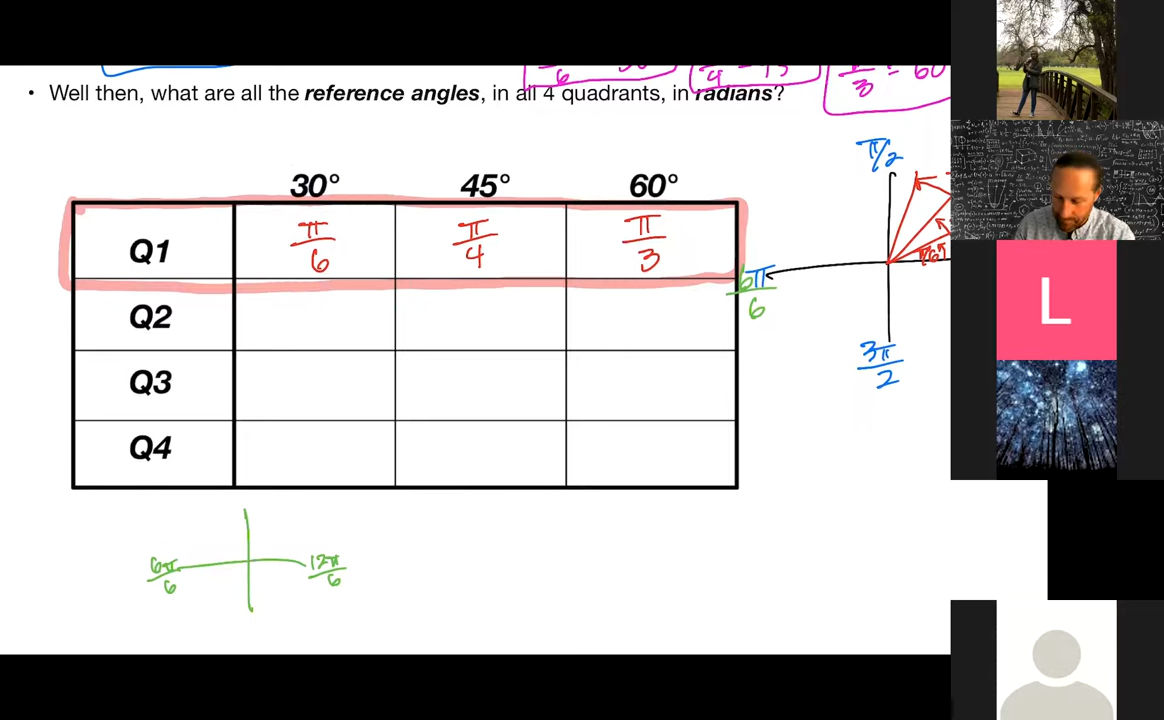 • Well then, what are all the reference angles, in all 4 quadrants, in radians?
30° 45° 60°
Q1 π/6 π/4 π/3
Q2
Q3
Q4
π/2
6π/6
3π/2
6π/6 12π/6
L